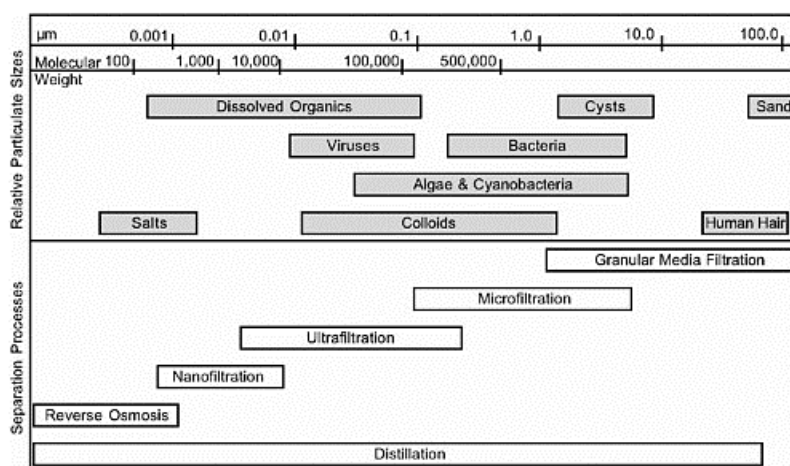 µm 0.001 0.01 0.1 1.0 10.0 100.0
Molecular 100 1,000 10,000 100,000 500,000
Weight
Relative Particulate Sizes
Dissolved Organics Cysts Sand
Viruses Bacteria
Algae & Cyanobacteria
Salts Colloids Human Hair
Separation Processes
Granular Media Filtration
Microfiltration
Ultrafiltration
Nanofiltration
Reverse Osmosis
Distillation